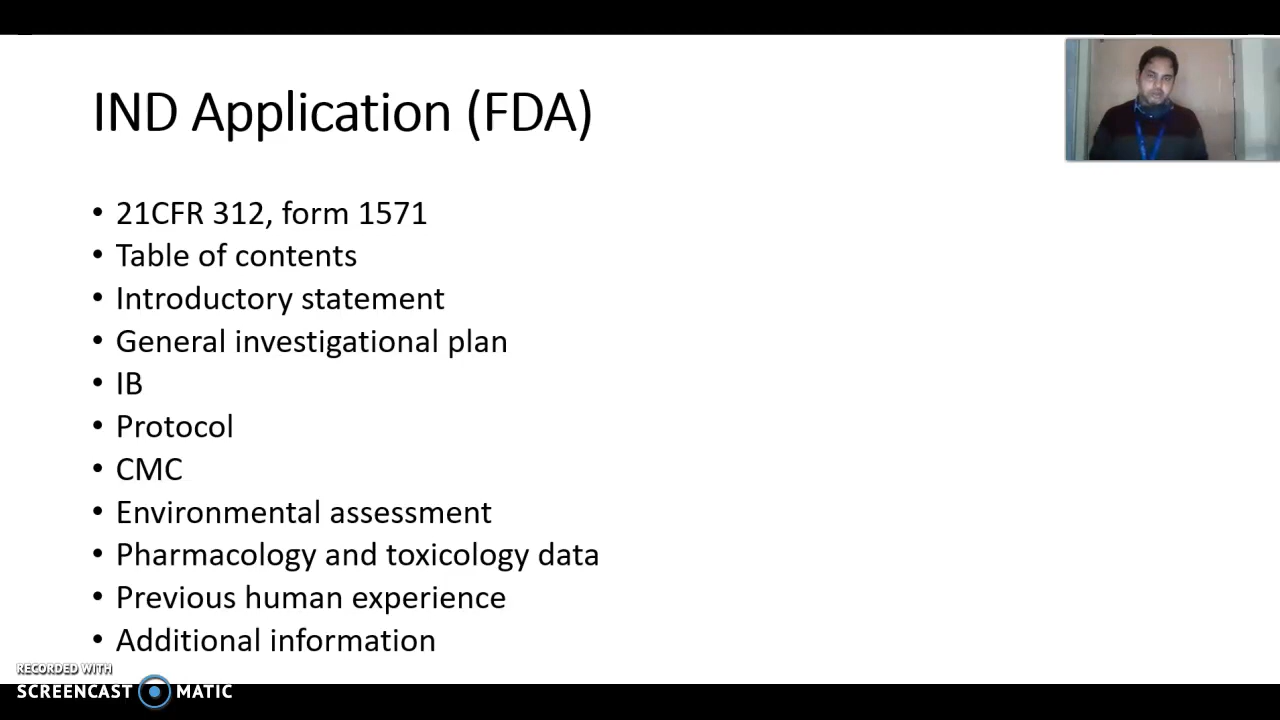 IND Application (FDA)
• 21CFR 312, form 1571
• Table of contents
• Introductory statement
• General investigational plan
• IB
• Protocol
• CMC
• Environmental assessment
• Pharmacology and toxicology data
• Previous human experience
• Additional information
RECORDED WITH
SCREENCAST MATIC